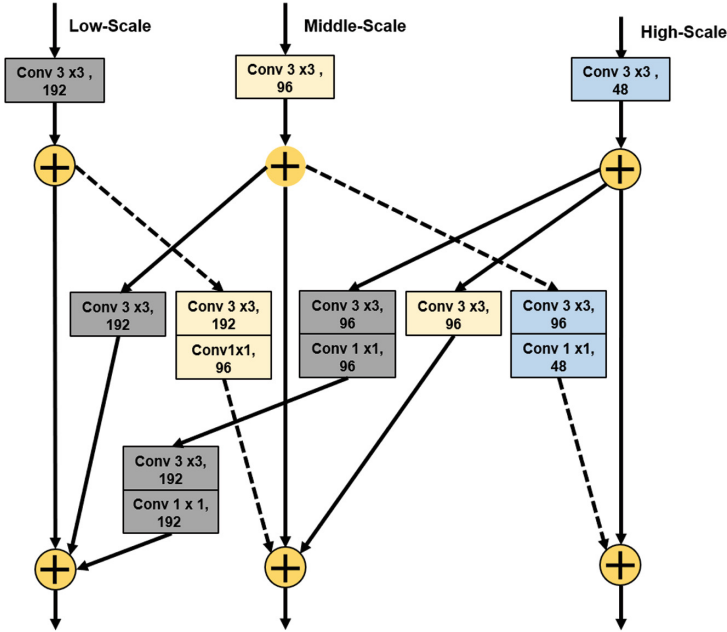 Low-Scale
Middle-Scale
High-Scale
Conv 3 x3 ,
192
Conv 3 x3 ,
96
Conv 3 x3 ,
48
Conv 3 x3,
192
Conv 3 x3,
192
Conv1x1,
96
Conv 3 x3,
96
Conv 1 x1,
96
Conv 3 x3,
96
Conv 3 x3,
96
Conv 1 x1,
48
Conv 3 x3,
192
Conv 1 x 1,
192